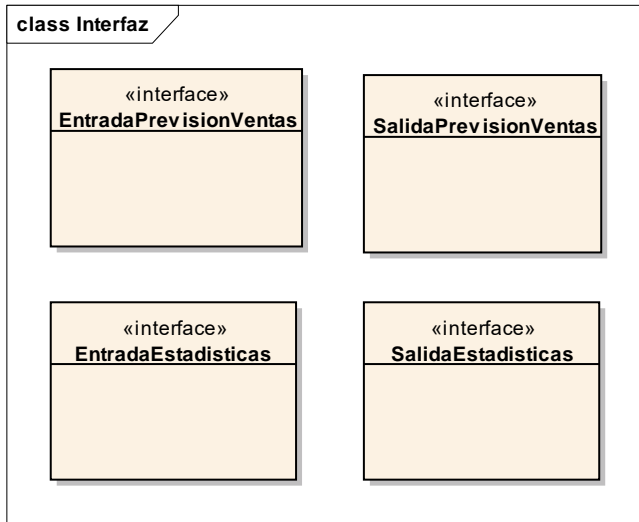 class Interfaz
«interface»
EntradaPrevisionVentas
«interface»
SalidaPrevisionVentas
«interface»
EntradaEstadisticas
«interface»
SalidaEstadisticas